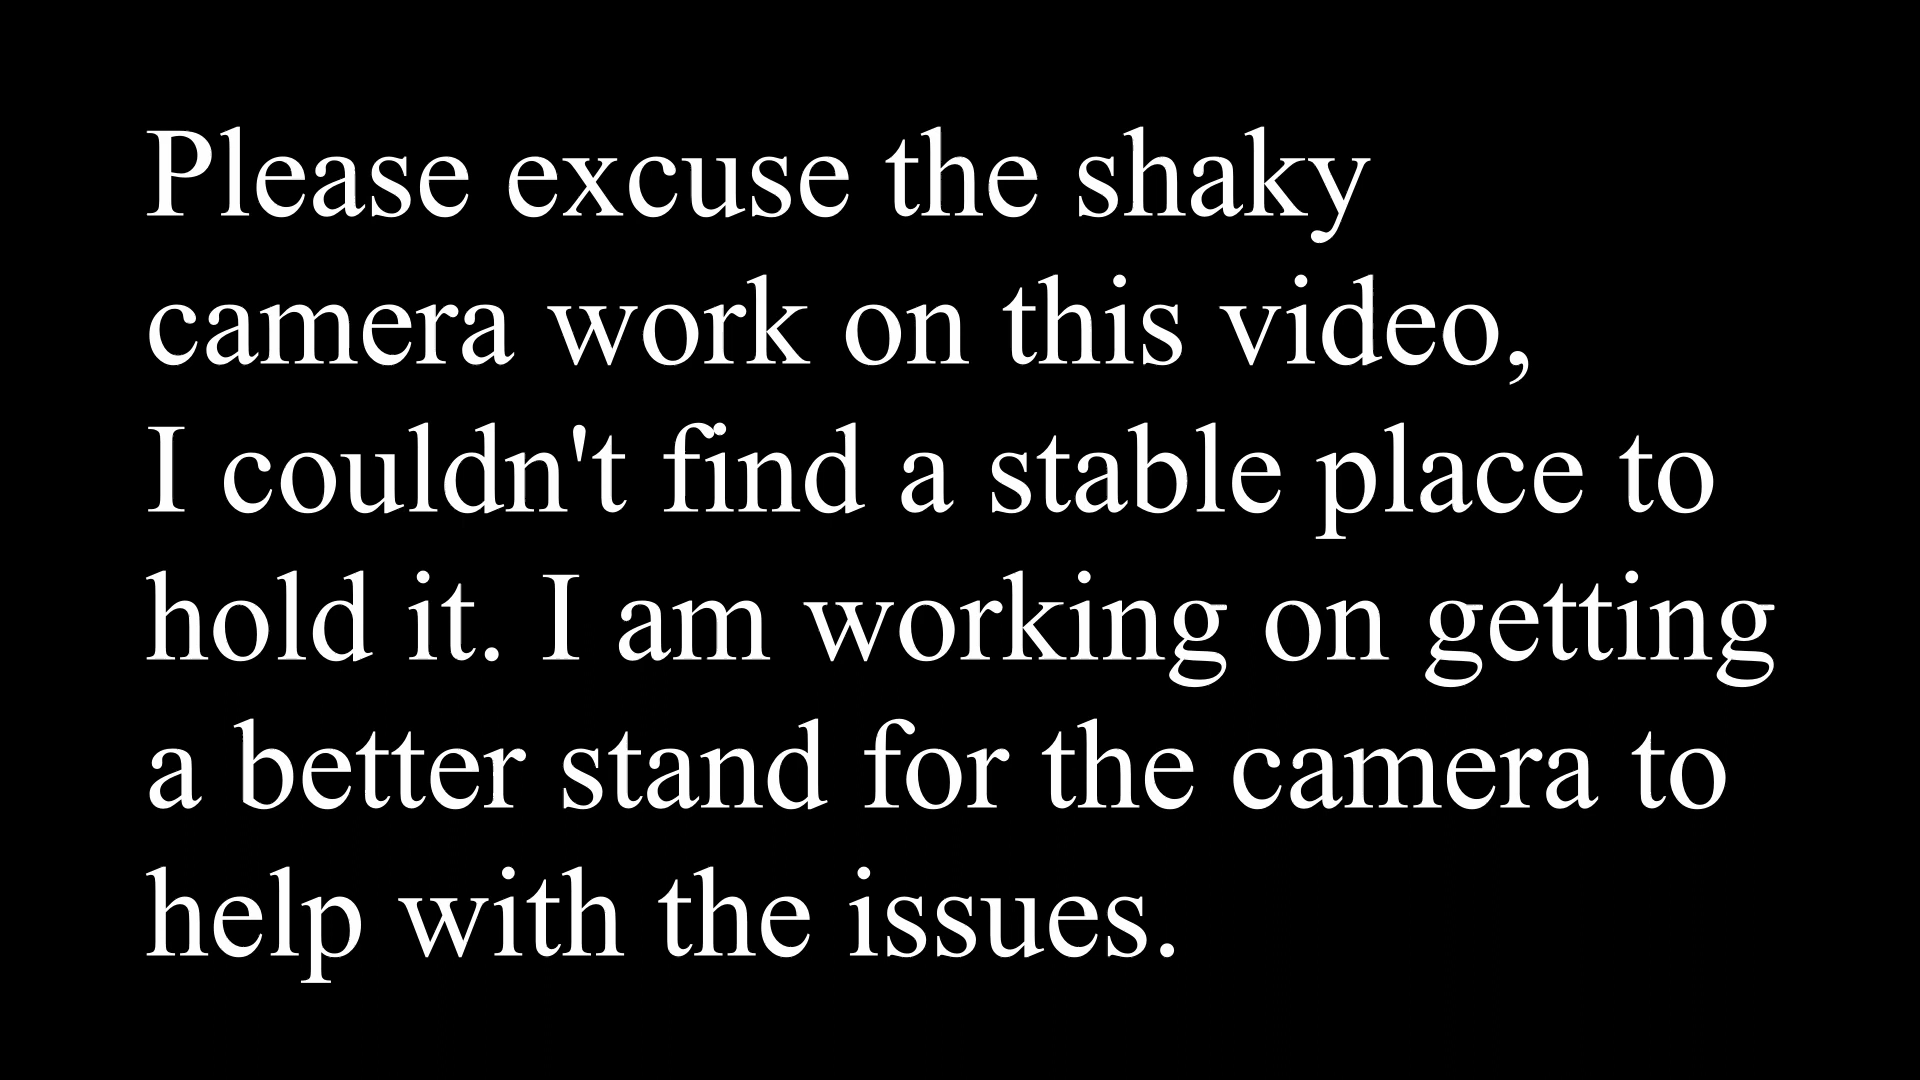 Please excuse the shaky
camera work on this video,
I couldn't find a stable place to
hold it. I am working on getting
a better stand for the camera to
help with the issues.